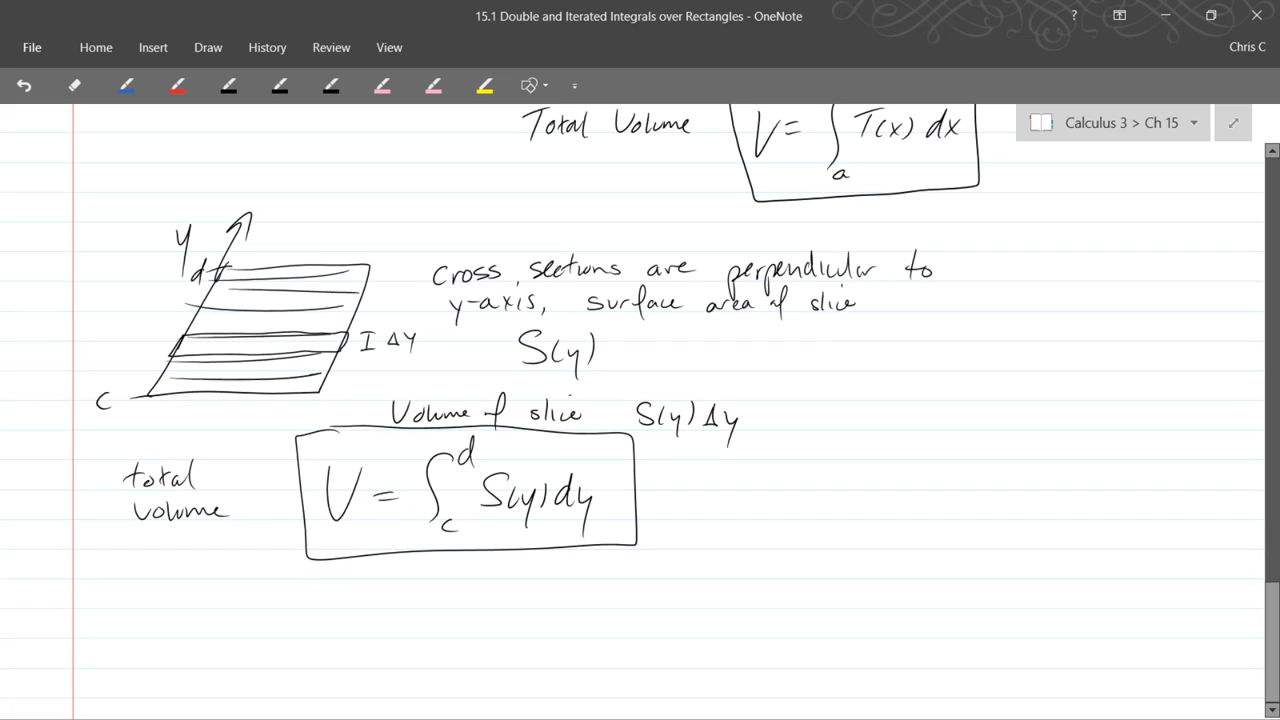 15.1 Double and Iterated Integrals over Rectangles - OneNote
?
File Home Insert Draw History Review View Chris C
Calculus 3 > Ch 15
Total Volume V = ∫ₐ T(x) dx
y
d
cross sections are perpendicular to
y-axis, surface area of slice
I Δy
S(y)
c
Volume of slice S(y) Δy
total
volume
V = ∫_c^d S(y) dy